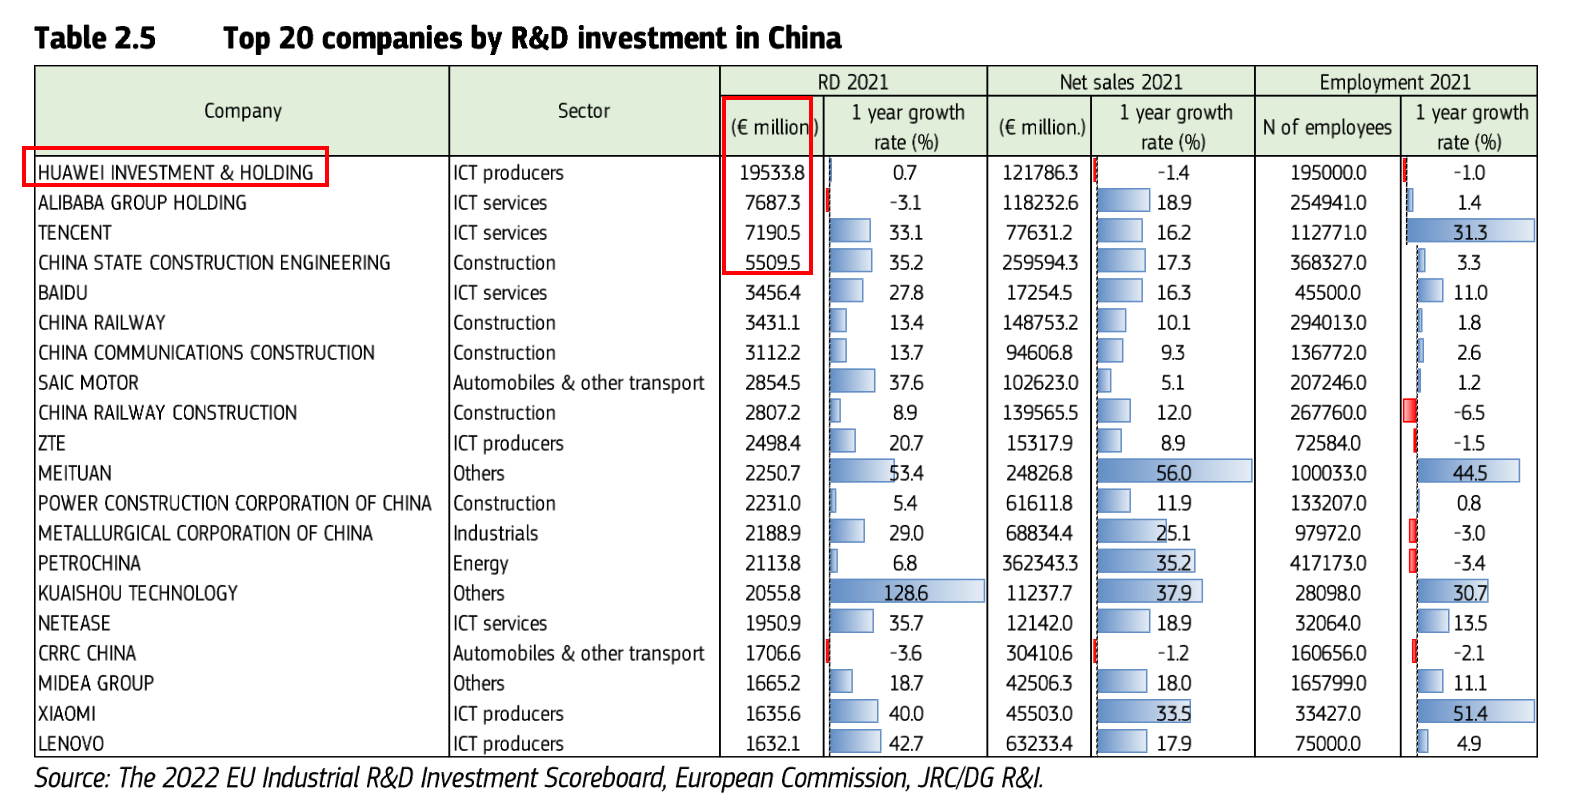 Table 2.5 Top 20 companies by R&D investment in China
Company Sector RD 2021 Net sales 2021 Employment 2021
(€ million) 1 year growth rate (%) (€ million.) 1 year growth rate (%) N of employees 1 year growth rate (%)
HUAWEI INVESTMENT & HOLDING ICT producers 19533.8 0.7 121786.3 -1.4 195000.0 -1.0
ALIBABA GROUP HOLDING ICT services 7687.3 -3.1 118232.6 18.9 254941.0 1.4
TENCENT ICT services 7190.5 33.1 77631.2 16.2 112771.0 31.3
CHINA STATE CONSTRUCTION ENGINEERING Construction 5509.5 35.2 259594.3 17.3 368327.0 3.3
BAIDU ICT services 3456.4 27.8 17254.5 16.3 45500.0 11.0
CHINA RAILWAY Construction 3431.1 13.4 148753.2 10.1 294013.0 1.8
CHINA COMMUNICATIONS CONSTRUCTION Construction 3112.2 13.7 94606.8 9.3 136772.0 2.6
SAIC MOTOR Automobiles & other transport 2854.5 37.6 102623.0 5.1 207246.0 1.2
CHINA RAILWAY CONSTRUCTION Construction 2807.2 8.9 139565.5 12.0 267760.0 -6.5
ZTE ICT producers 2498.4 20.7 15317.9 8.9 72584.0 -1.5
MEITUAN Others 2250.7 53.4 24826.8 56.0 100033.0 44.5
POWER CONSTRUCTION CORPORATION OF CHINA Construction 2231.0 5.4 61611.8 11.9 133207.0 0.8
METALLURGICAL CORPORATION OF CHINA Industrials 2188.9 29.0 68834.4 25.1 97972.0 -3.0
PETROCHINA Energy 2113.8 6.8 362343.3 35.2 417173.0 -3.4
KUAISHOU TECHNOLOGY Others 2055.8 128.6 11237.7 37.9 28098.0 30.7
NETEASE ICT services 1950.9 35.7 12142.0 18.9 32064.0 13.5
CRRC CHINA Automobiles & other transport 1706.6 -3.6 30410.6 -1.2 160656.0 -2.1
MIDEA GROUP Others 1665.2 18.7 42506.3 18.0 165799.0 11.1
XIAOMI ICT producers 1635.6 40.0 45503.0 33.5 33427.0 51.4
LENOVO ICT producers 1632.1 42.7 63233.4 17.9 75000.0 4.9
Source: The 2022 EU Industrial R&D Investment Scoreboard, European Commission, JRC/DG R&I.